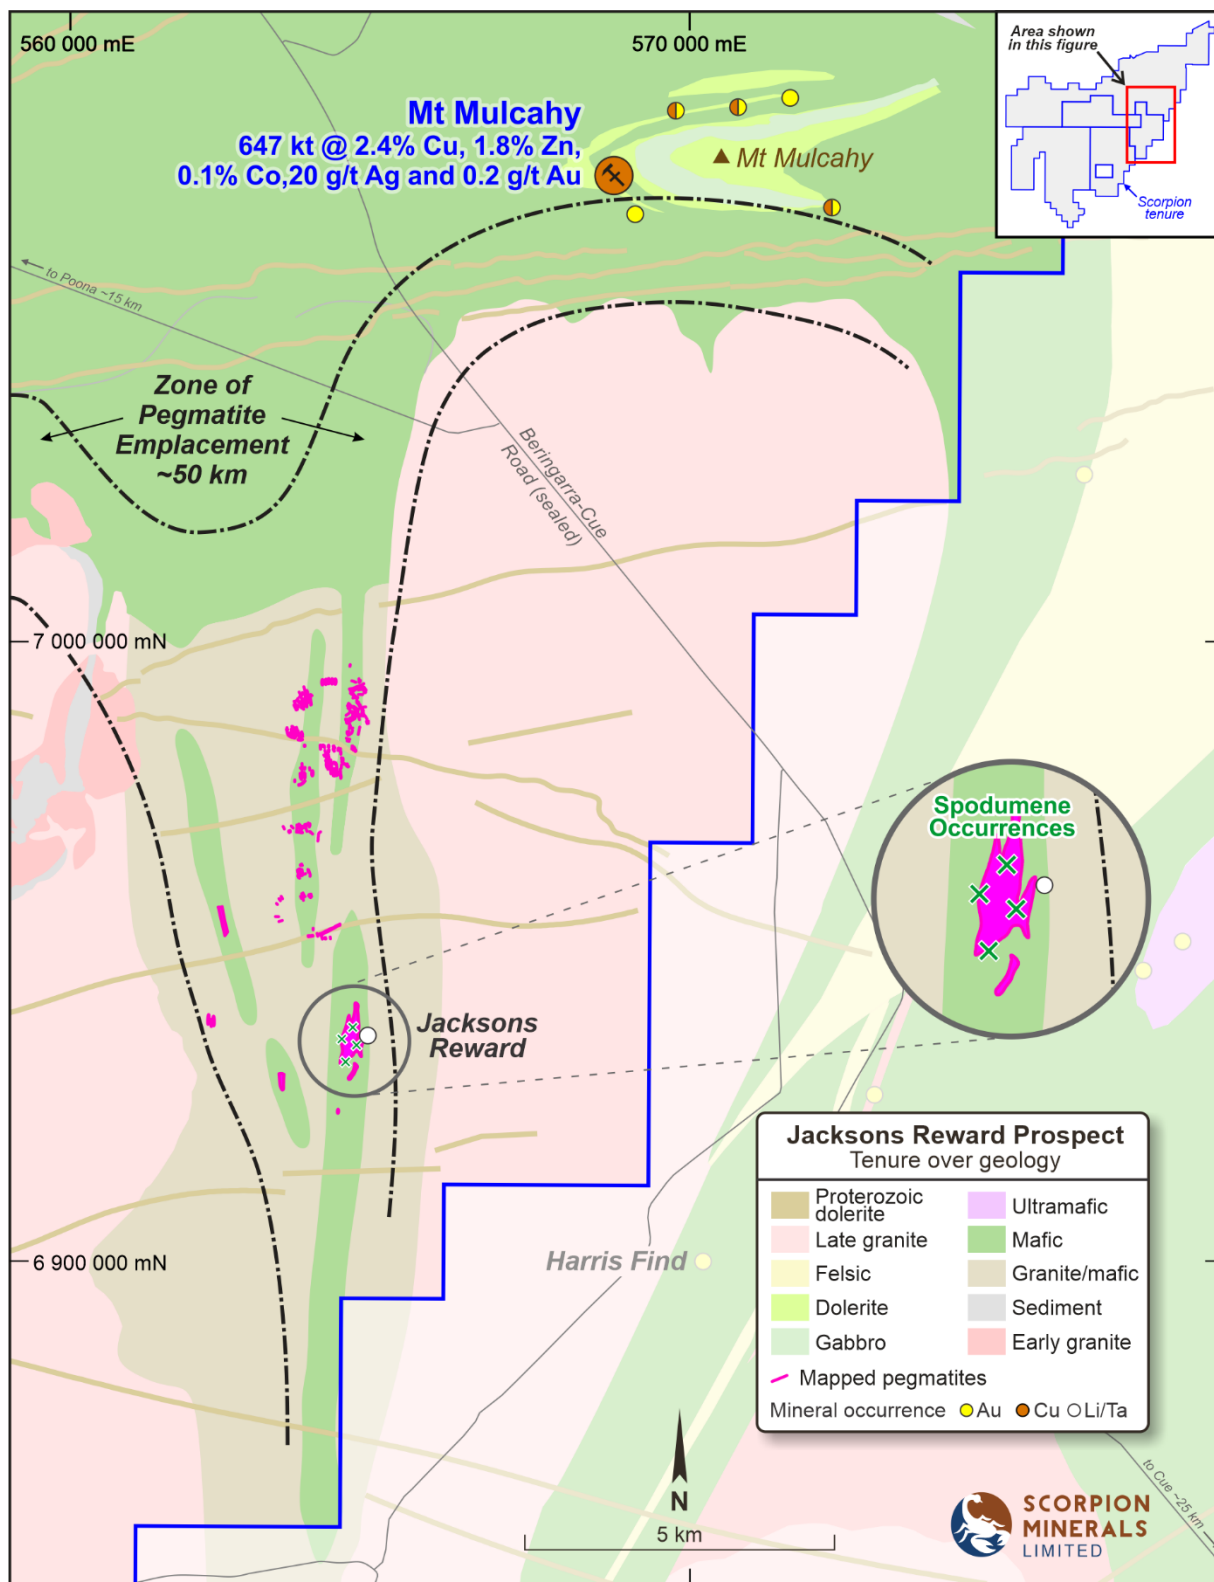 560 000 mE
570 000 mE
Area shown
in this figure
Scorpion
tenure
Mt Mulcahy
647 kt @ 2.4% Cu, 1.8% Zn,
0.1% Co,20 g/t Ag and 0.2 g/t Au
Mt Mulcahy
to Poona ~15 km
Zone of
Pegmatite
Emplacement
~50 km
Beringarra-Cue
Road (sealed)
7 000 000 mN
Spodumene
Occurrences
Jacksons
Reward
Harris Find
6 900 000 mN
Jacksons Reward Prospect
Tenure over geology
Proterozoic
dolerite
Late granite
Felsic
Dolerite
Gabbro
Ultramafic
Mafic
Granite/mafic
Sediment
Early granite
Mapped pegmatites
Mineral occurrence Au Cu Li/Ta
N
5 km
to Cue ~25 km
SCORPION
MINERALS
LIMITED